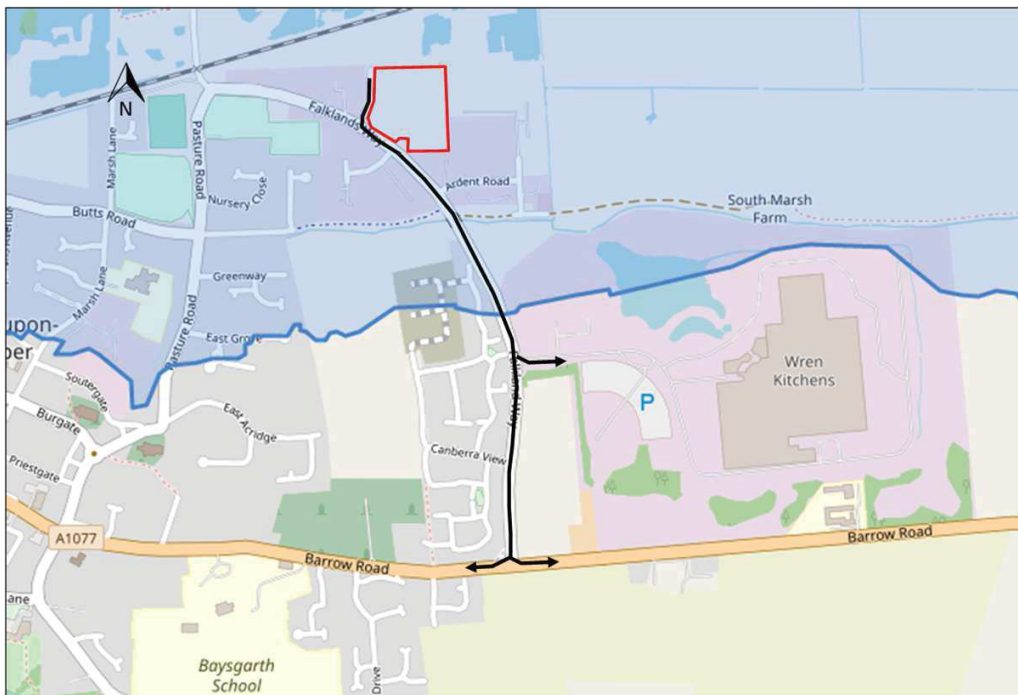 N
Marsh Lane
Pasture Road
Falklands Way
Nursery Close
Ardent Road
Butts Road
South Marsh
Farm
Greenway
Marsh Lane
Pasture Road
East Grove
upon-
Soutergate
Burgate
East Acridge
Priestgate
Canberra View
Wren
Kitchens
P
A1077
Barrow Road
Barrow Road
Baysgarth
School
Drive